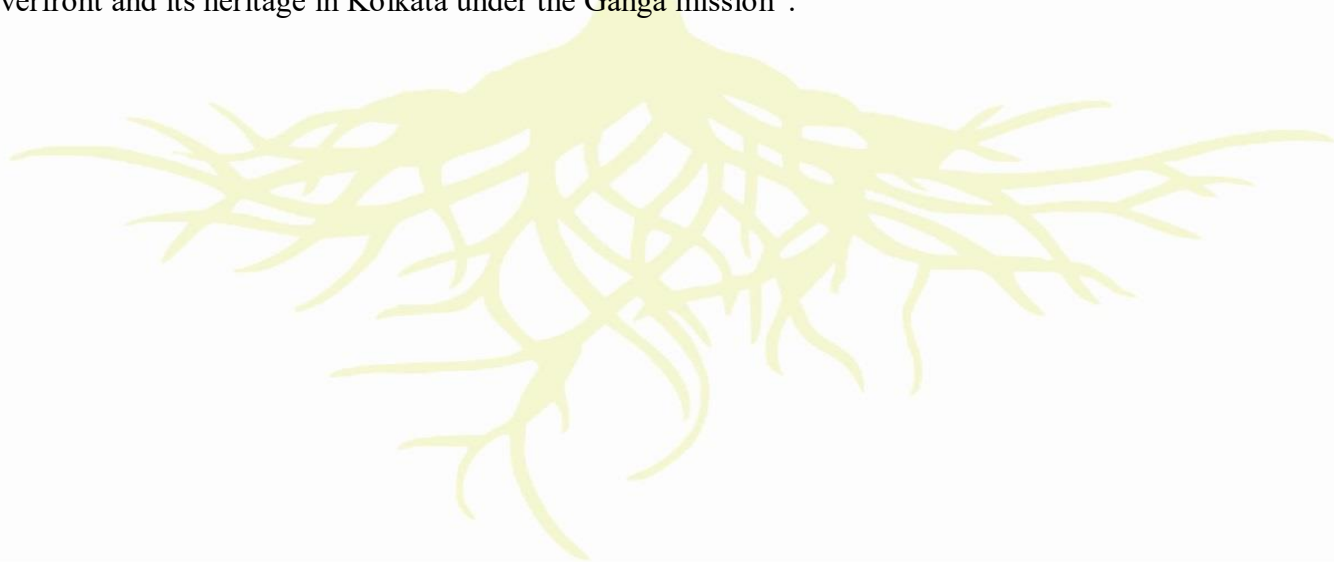 verfront and its heritage in Kolkata under the Ganga mission".